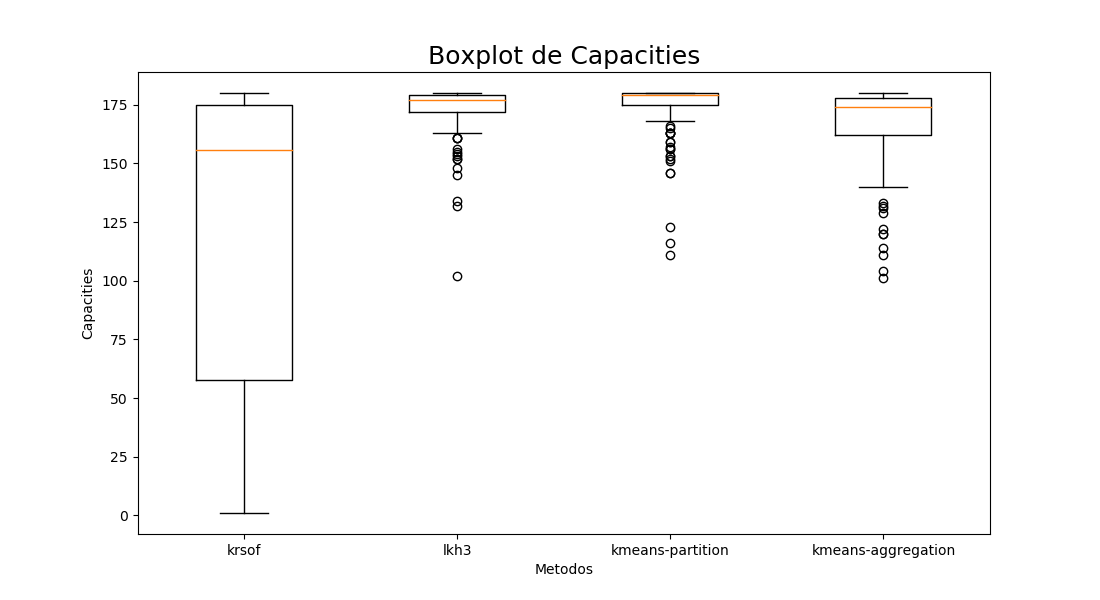 Boxplot de Capacities
175
150
125
100
75
50
25
0
Capacities
krsof
lkh3
kmeans-partition
kmeans-aggregation
Metodos